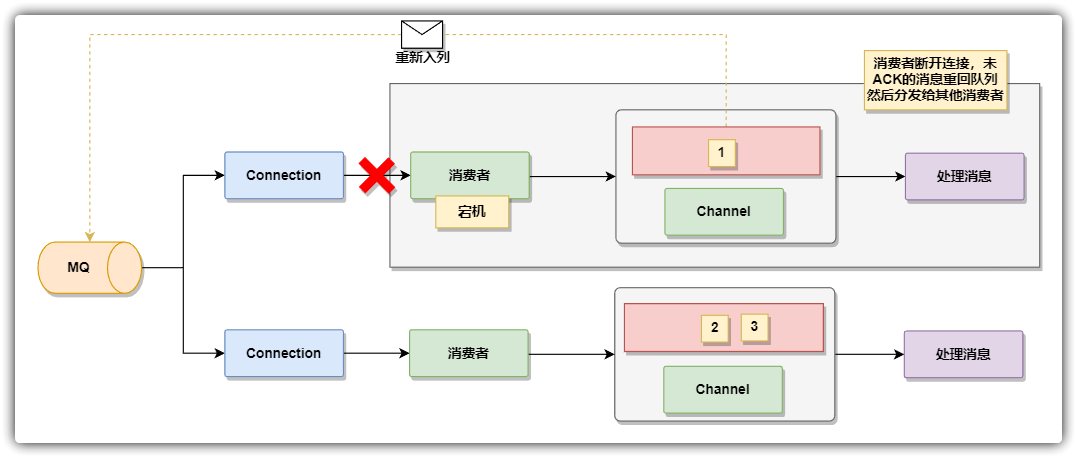 重新入列
消费者断开连接，未
ACK的消息重回队列
然后分发给其他消费者
1
Connection
消费者
处理消息
宕机
Channel
MQ
2 3
Connection
消费者
处理消息
Channel